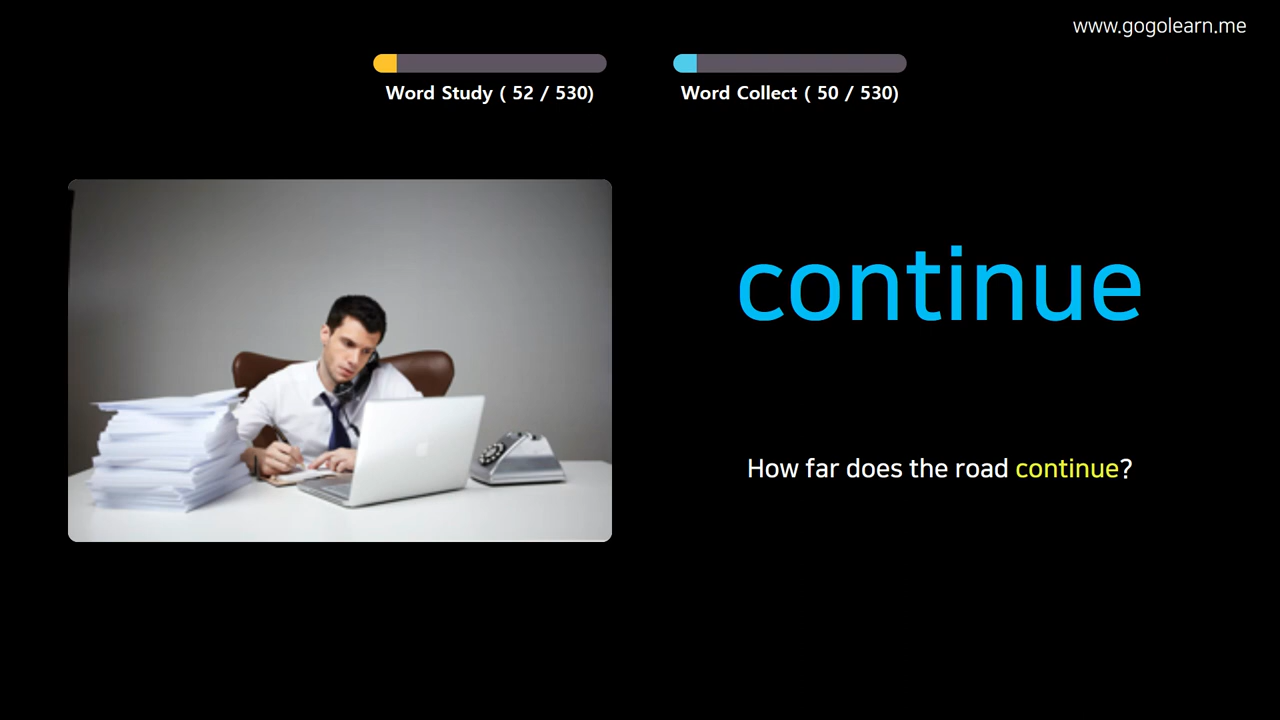 www.gogolearn.me
Word Study ( 52 / 530)
Word Collect ( 50 / 530)
continue
How far does the road continue?